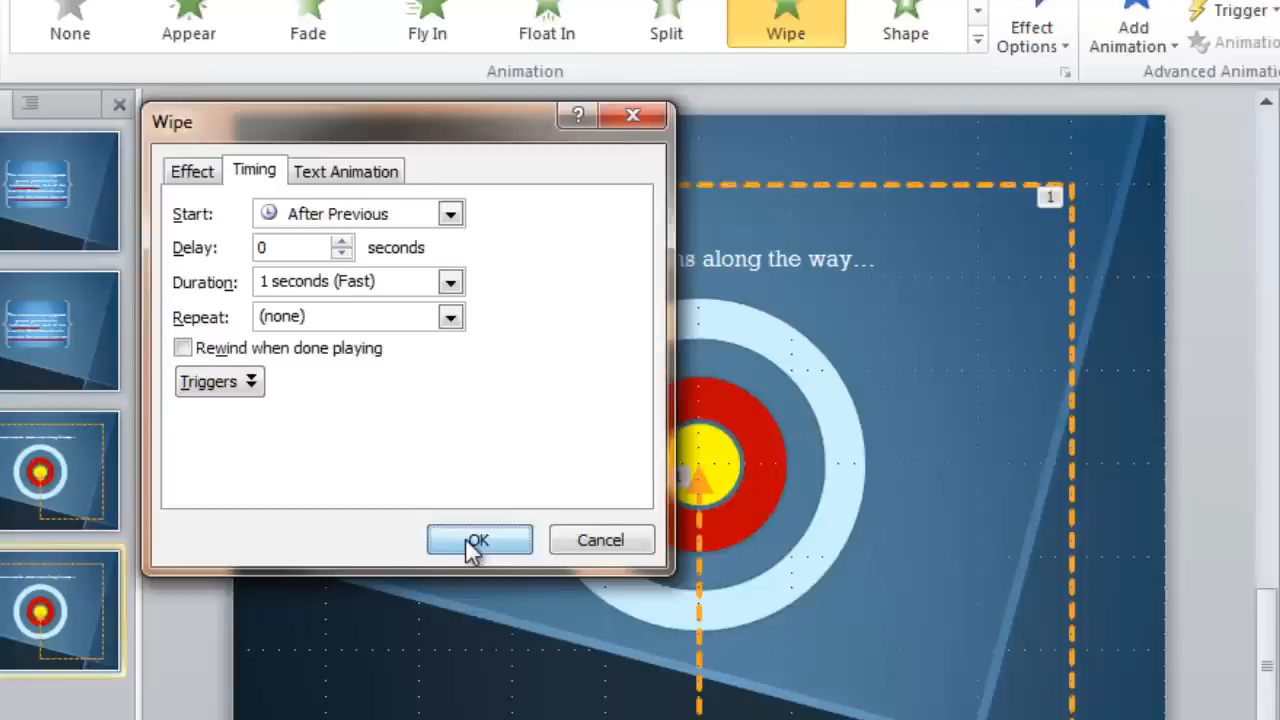 None
Appear
Fade
Fly In
Float In
Split
Wipe
Shape
Effect
Options
Add
Animation
Trigger
Animatio
Animation
Advanced Animati
Wipe
?
Effect
Timing
Text Animation
Start:
After Previous
Delay:
0
seconds
Duration:
1 seconds (Fast)
Repeat:
(none)
Rewind when done playing
Triggers
OK
Cancel
1
ns along the way…